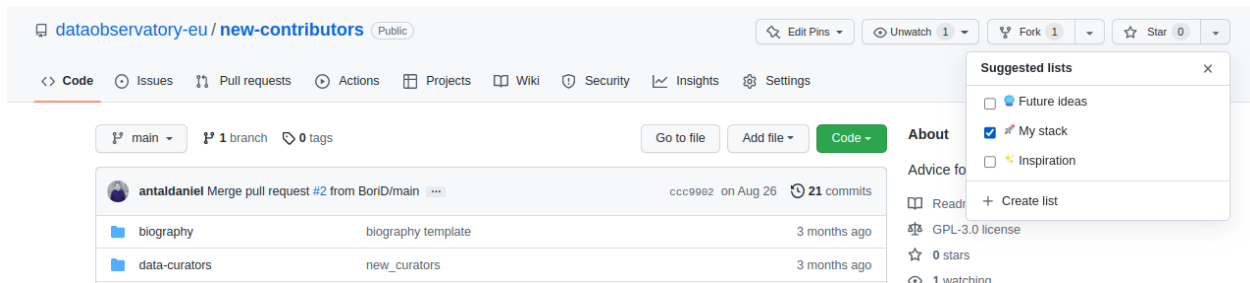 dataobservatory-eu / new-contributors Public
Edit Pins Unwatch 1 Fork 1 Star 0
Code Issues Pull requests Actions Projects Wiki Security Insights Settings
Suggested lists
Future ideas
My stack
Inspiration
Create list
main 1 branch 0 tags Go to file Add file Code
antaldaniel Merge pull request #2 from BoriD/main ... ccc9902 on Aug 26 21 commits
biography biography template 3 months ago
data-curators new_curators 3 months ago
About
Advice fo
Readr
GPL-3.0 license
0 stars
1 watching